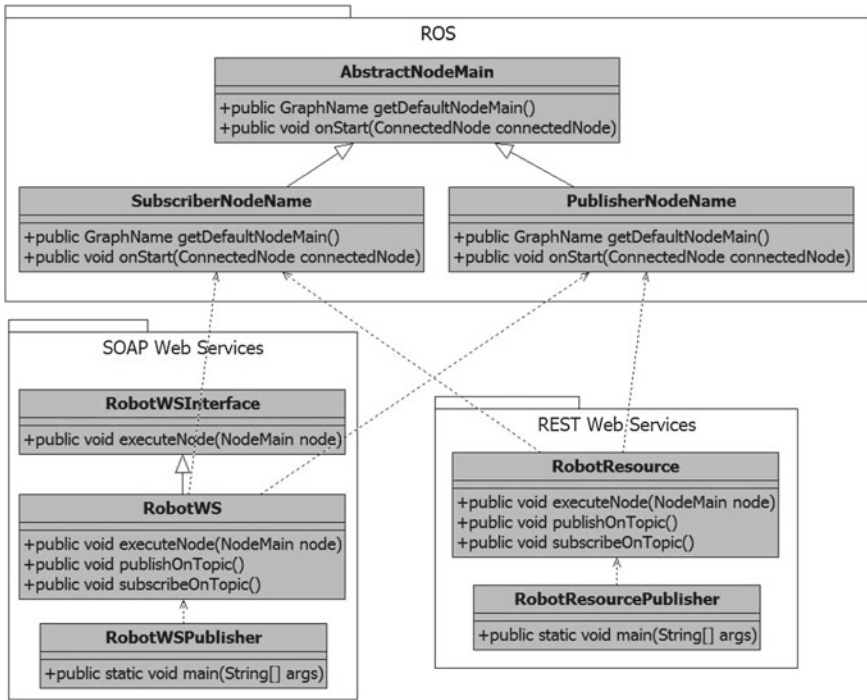 ROS
AbstractNodeMain
+public GraphName getDefaultNodeMain()
+public void onStart(ConnectedNode connectedNode)
SubscriberNodeName
+public GraphName getDefaultNodeMain()
+public void onStart(ConnectedNode connectedNode)
PublisherNodeName
+public GraphName getDefaultNodeMain()
+public void onStart(ConnectedNode connectedNode)
SOAP Web Services
RobotWSInterface
+public void executeNode(NodeMain node)
RobotWS
+public void executeNode(NodeMain node)
+public void publishOnTopic()
+public void subscribeOnTopic()
RobotWSPublisher
+public static void main(String[] args)
REST Web Services
RobotResource
+public void executeNode(NodeMain node)
+public void publishOnTopic()
+public void subscribeOnTopic()
RobotResourcePublisher
+public static void main(String[] args)